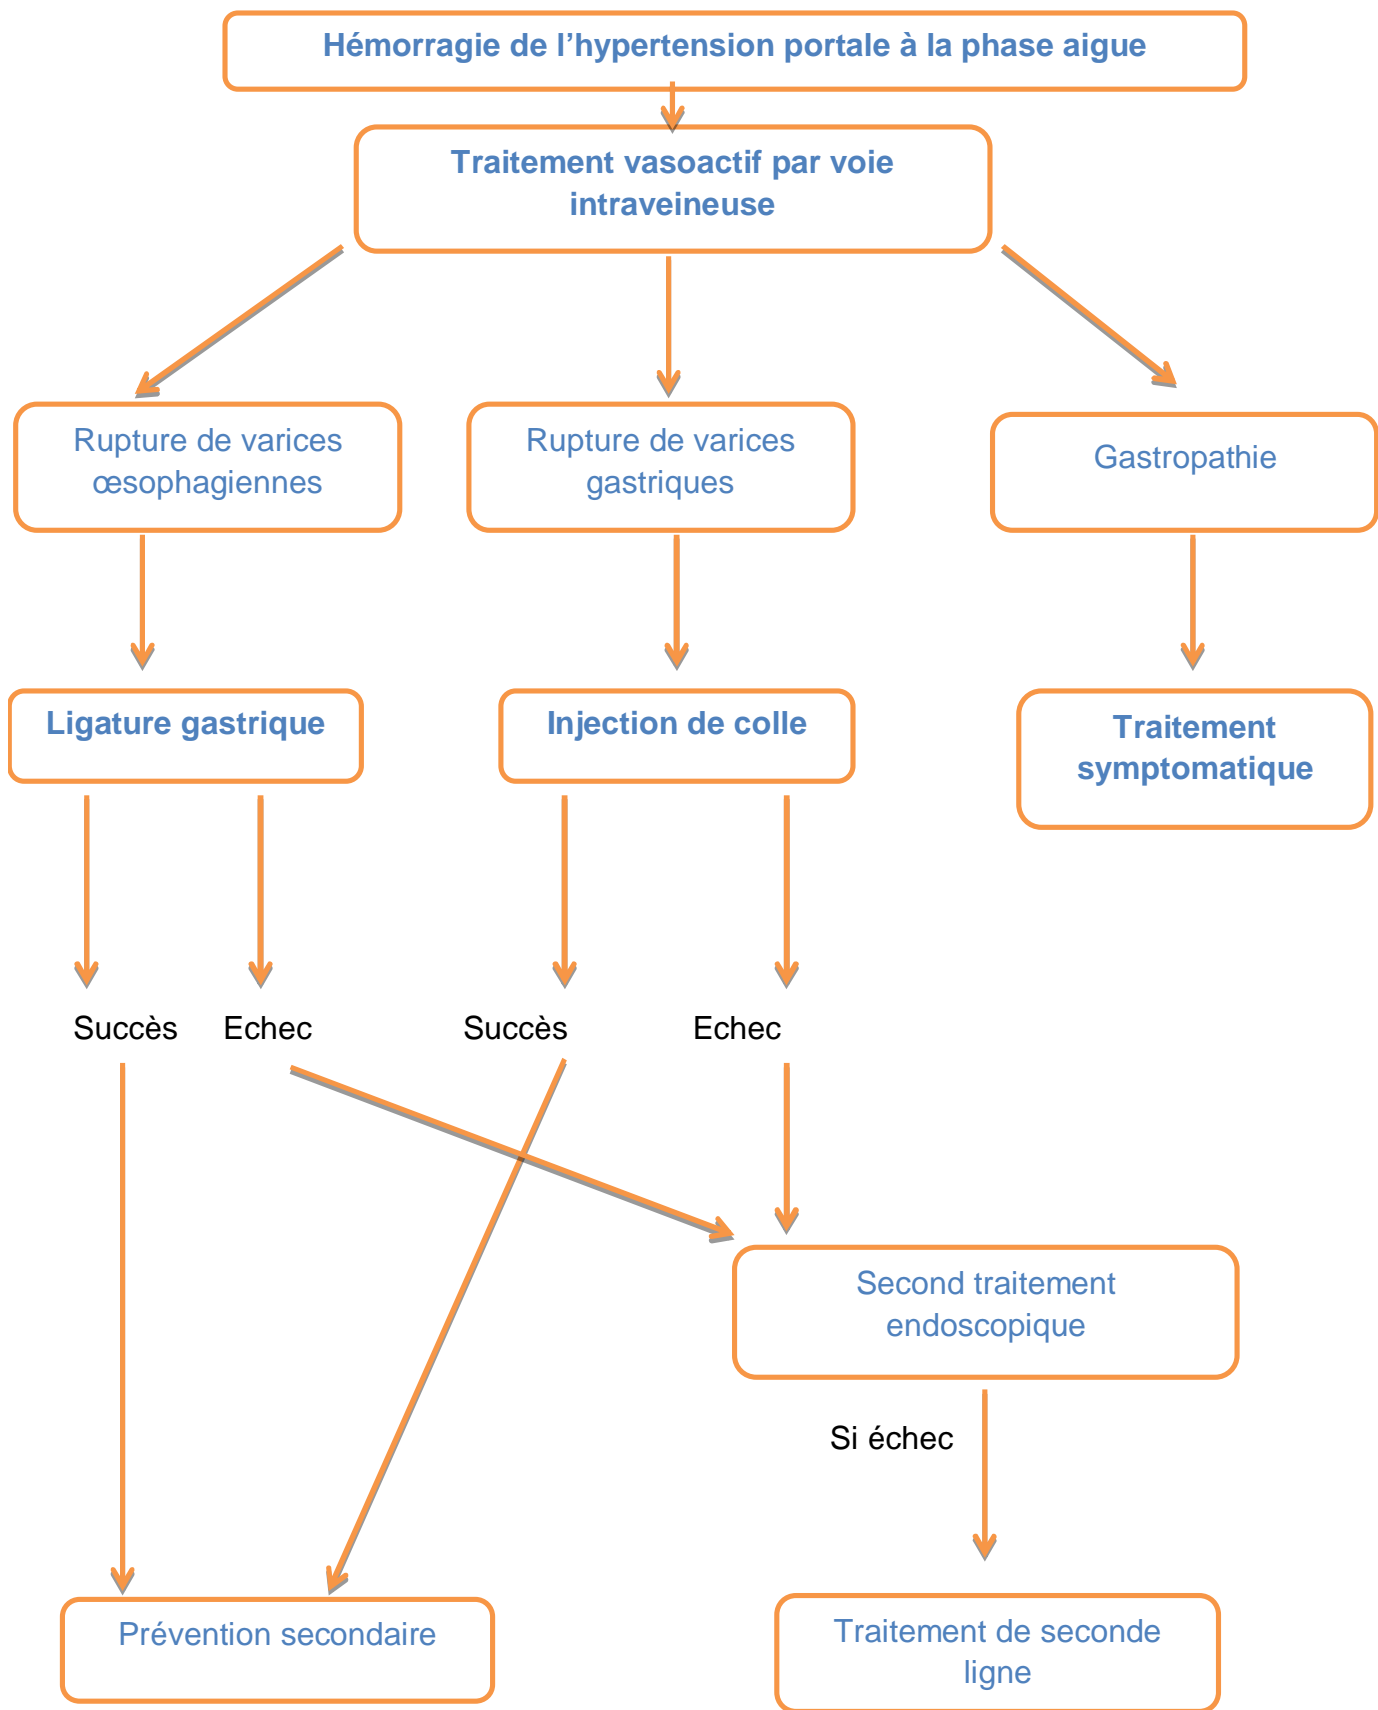 Hémorragie de l’hypertension portale à la phase aigue
Traitement vasoactif par voie
intraveineuse
Rupture de varices
œsophagiennes
Rupture de varices
gastriques
Gastropathie
Ligature gastrique
Injection de colle
Traitement
symptomatique
Succès
Echec
Succès
Echec
Second traitement
endoscopique
Si échec
Prévention secondaire
Traitement de seconde
ligne